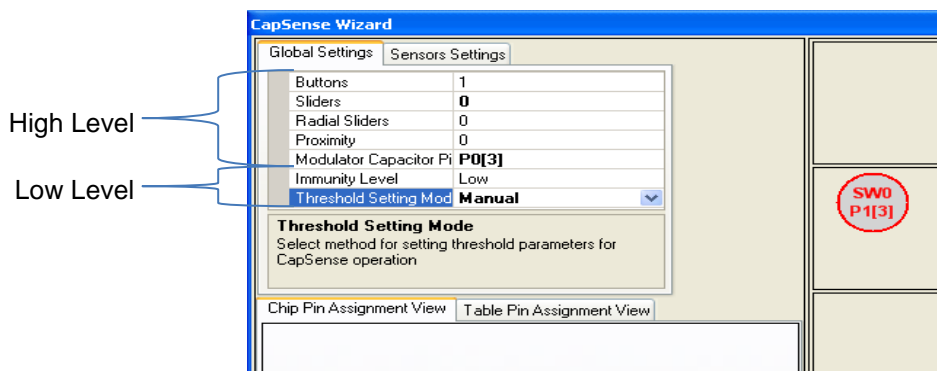 CapSense Wizard
Global Settings Sensors Settings
Buttons 1
Sliders 0
Radial Sliders 0
Proximity 0
Modulator Capacitor Pi P0[3]
Immunity Level Low
Threshold Setting Mod Manual
High Level
Low Level
Threshold Setting Mode
Select method for setting threshold parameters for
CapSense operation
Chip Pin Assignment View Table Pin Assignment View
SW0
P1[3]